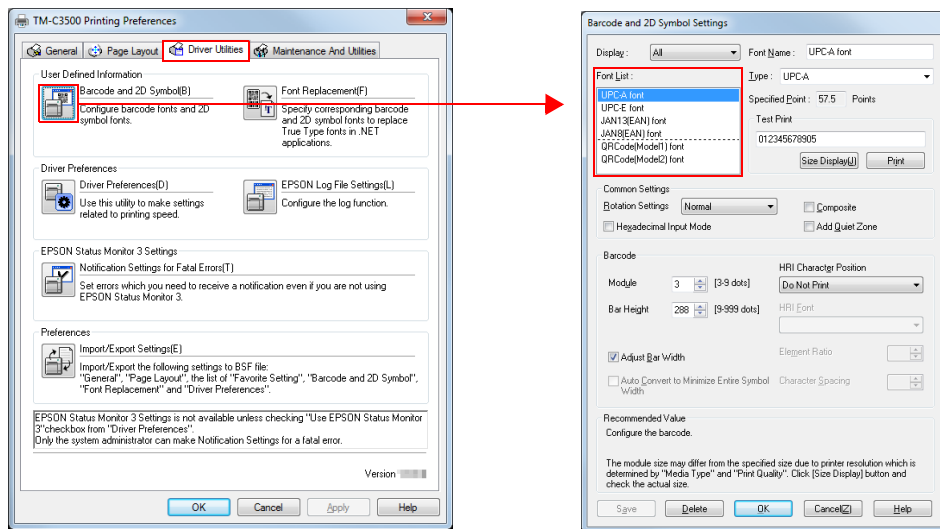 TM-C3500 Printing Preferences
General
Page Layout
Driver Utilities
Maintenance And Utilities
User Defined Information
Barcode and 2D Symbol(B)
Configure barcode fonts and 2D
symbol fonts.
Font Replacement(F)
Specify corresponding barcode
and 2D symbol fonts to replace
True Type fonts in .NET
applications.
Driver Preferences
Driver Preferences(D)
Use this utility to make settings
related to printing speed.
EPSON Log File Settings(L)
Configure the log function.
EPSON Status Monitor 3 Settings
Notification Settings for Fatal Errors(T)
Set errors which you need to receive a notification even if you are not using
EPSON Status Monitor 3.
Preferences
Import/Export Settings(E)
Import/Export the following settings to BSF file:
"General", "Page Layout", the list of "Favorite Setting", "Barcode and 2D Symbol",
"Font Replacement" and "Driver Preferences".
EPSON Status Monitor 3 Settings is not available unless checking "Use EPSON Status Monitor
3"checkbox from "Driver Preferences".
Only the system administrator can make Notification Settings for a fatal error.
Version
OK
Cancel
Apply
Help
Barcode and 2D Symbol Settings
Display: All
Font Name: UPC-A font
Font List:
UPC-A font
UPC-E font
JAN13(EAN) font
JAN8(EAN) font
QRCode(Model1) font
QRCode(Model2) font
Type: UPC-A
Specified Point: 57.5 Points
Test Print
012345678905
Size Display(J)
Print
Common Settings
Rotation Settings Normal
Composite
Hexadecimal Input Mode
Add Quiet Zone
Barcode
Module 3 [3-9 dots]
Bar Height 288 [9-999 dots]
HRI Character Position
Do Not Print
HRI Font
Adjust Bar Width
Element Ratio
Auto Convert to Minimize Entire Symbol
Width
Character Spacing
Recommended Value
Configure the barcode.
The module size may differ from the specified size due to printer resolution which is
determined by "Media Type" and "Print Quality". Click [Size Display] button and
check the actual size.
Save
Delete
OK
Cancel(Z)
Help